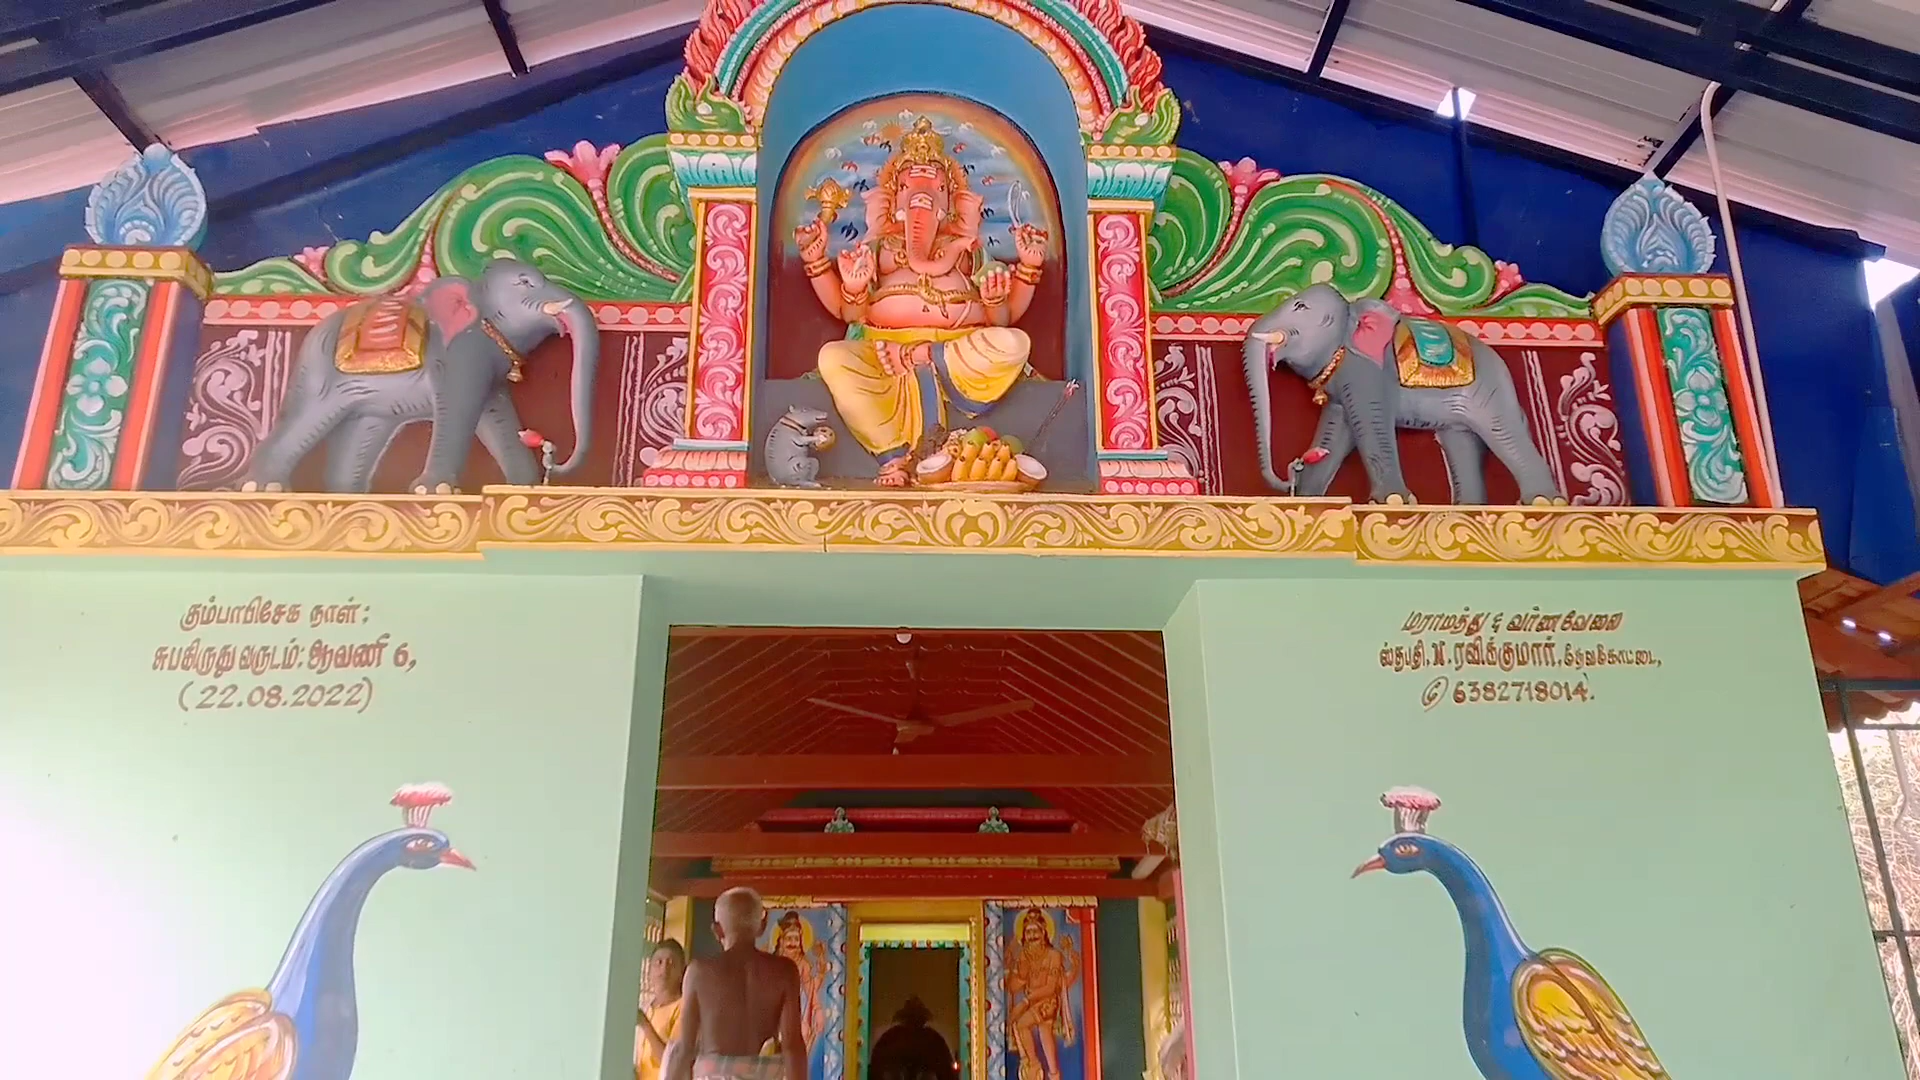 கும்பாபிசேக நாள்:
சுபகிருது வருடம்: ஆவணி 6,
(22.08.2022)
மராமத்து & வர்ணவேலை
ஸ்தபதி. M. ரவிக்குமார், தேவகோட்டை,
6382718014.